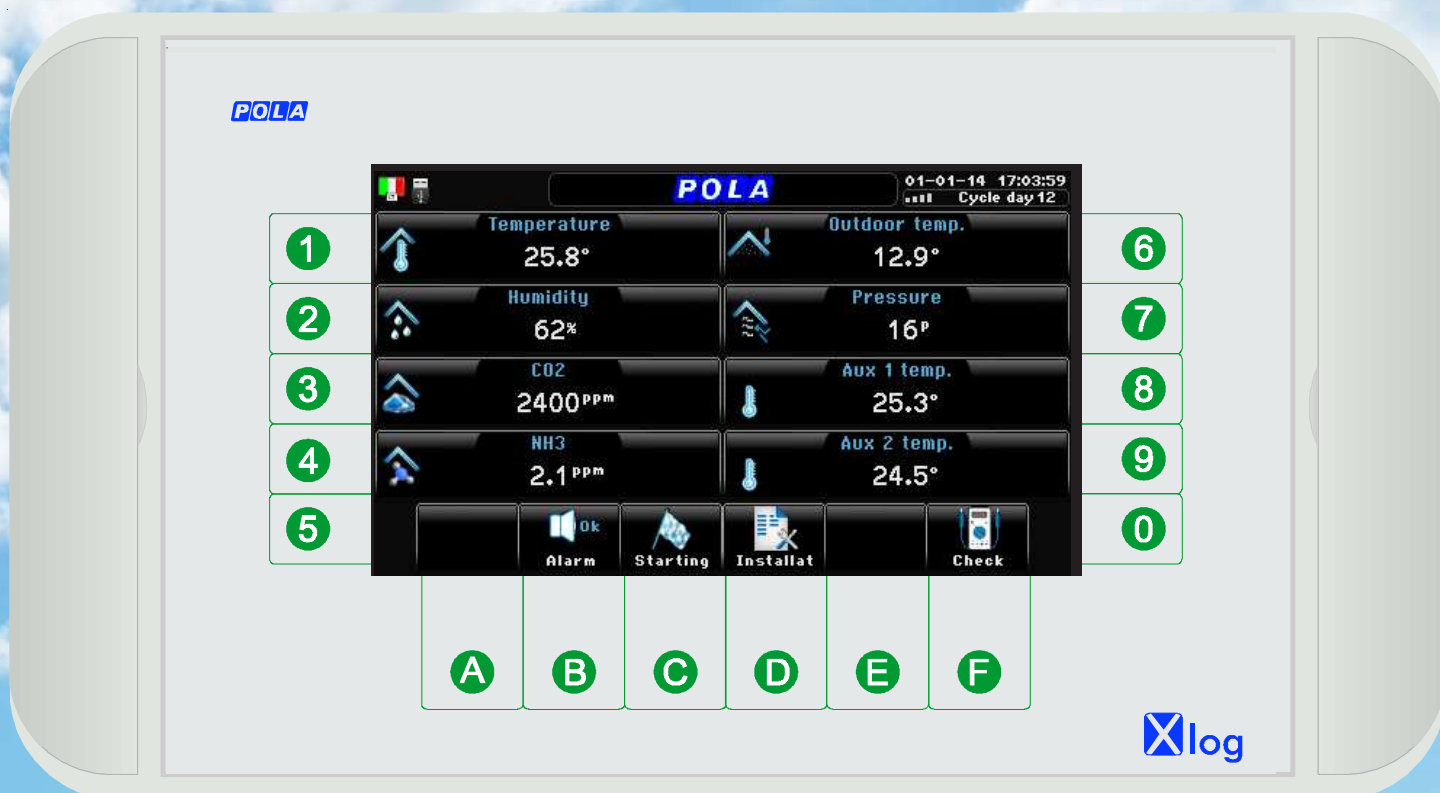 POLA
POLA
01-01-14 17:03:59
Cycle day 12
1
Temperature
25.8°
Outdoor temp.
12.9°
6
2
Humidity
62%
Pressure
16P
7
3
CO2
2400PPm
Aux 1 temp.
25.3°
8
4
NH3
2.1PPm
Aux 2 temp.
24.5°
9
5
Ok
Alarm
Starting
Installat
Check
0
A B C D E F
Xlog